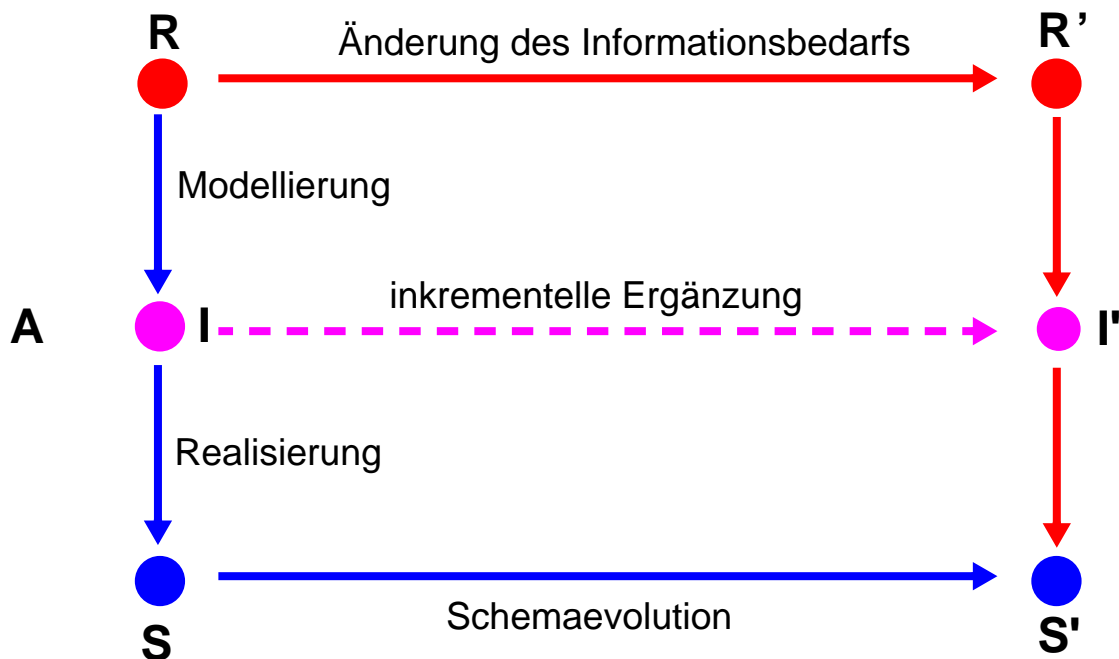 R
Änderung des Informationsbedarfs
R’
Modellierung
A
I
inkrementelle Ergänzung
I'
Realisierung
S
Schemaevolution
S'